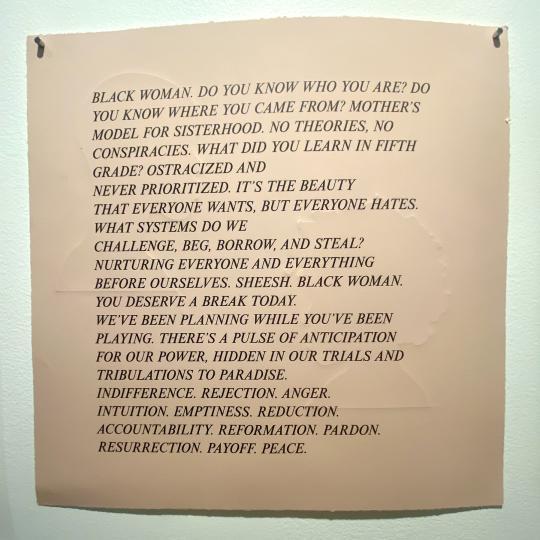 BLACK WOMAN. DO YOU KNOW WHO YOU ARE? DO
YOU KNOW WHERE YOU CAME FROM? MOTHER'S
MODEL FOR SISTERHOOD. NO THEORIES, NO
CONSPIRACIES. WHAT DID YOU LEARN IN FIFTH
GRADE? OSTRACIZED AND
NEVER PRIORITIZED. IT'S THE BEAUTY
THAT EVERYONE WANTS, BUT EVERYONE HATES.
WHAT SYSTEMS DO WE
CHALLENGE, BEG, BORROW, AND STEAL?
NURTURING EVERYONE AND EVERYTHING
BEFORE OURSELVES. SHEESH. BLACK WOMAN.
YOU DESERVE A BREAK TODAY.
WE'VE BEEN PLANNING WHILE YOU'VE BEEN
PLAYING. THERE'S A PULSE OF ANTICIPATION
FOR OUR POWER, HIDDEN IN OUR TRIALS AND
TRIBULATIONS TO PARADISE.
INDIFFERENCE. REJECTION. ANGER.
INTUITION. EMPTINESS. REDUCTION.
ACCOUNTABILITY. REFORMATION. PARDON.
RESURRECTION. PAYOFF. PEACE.